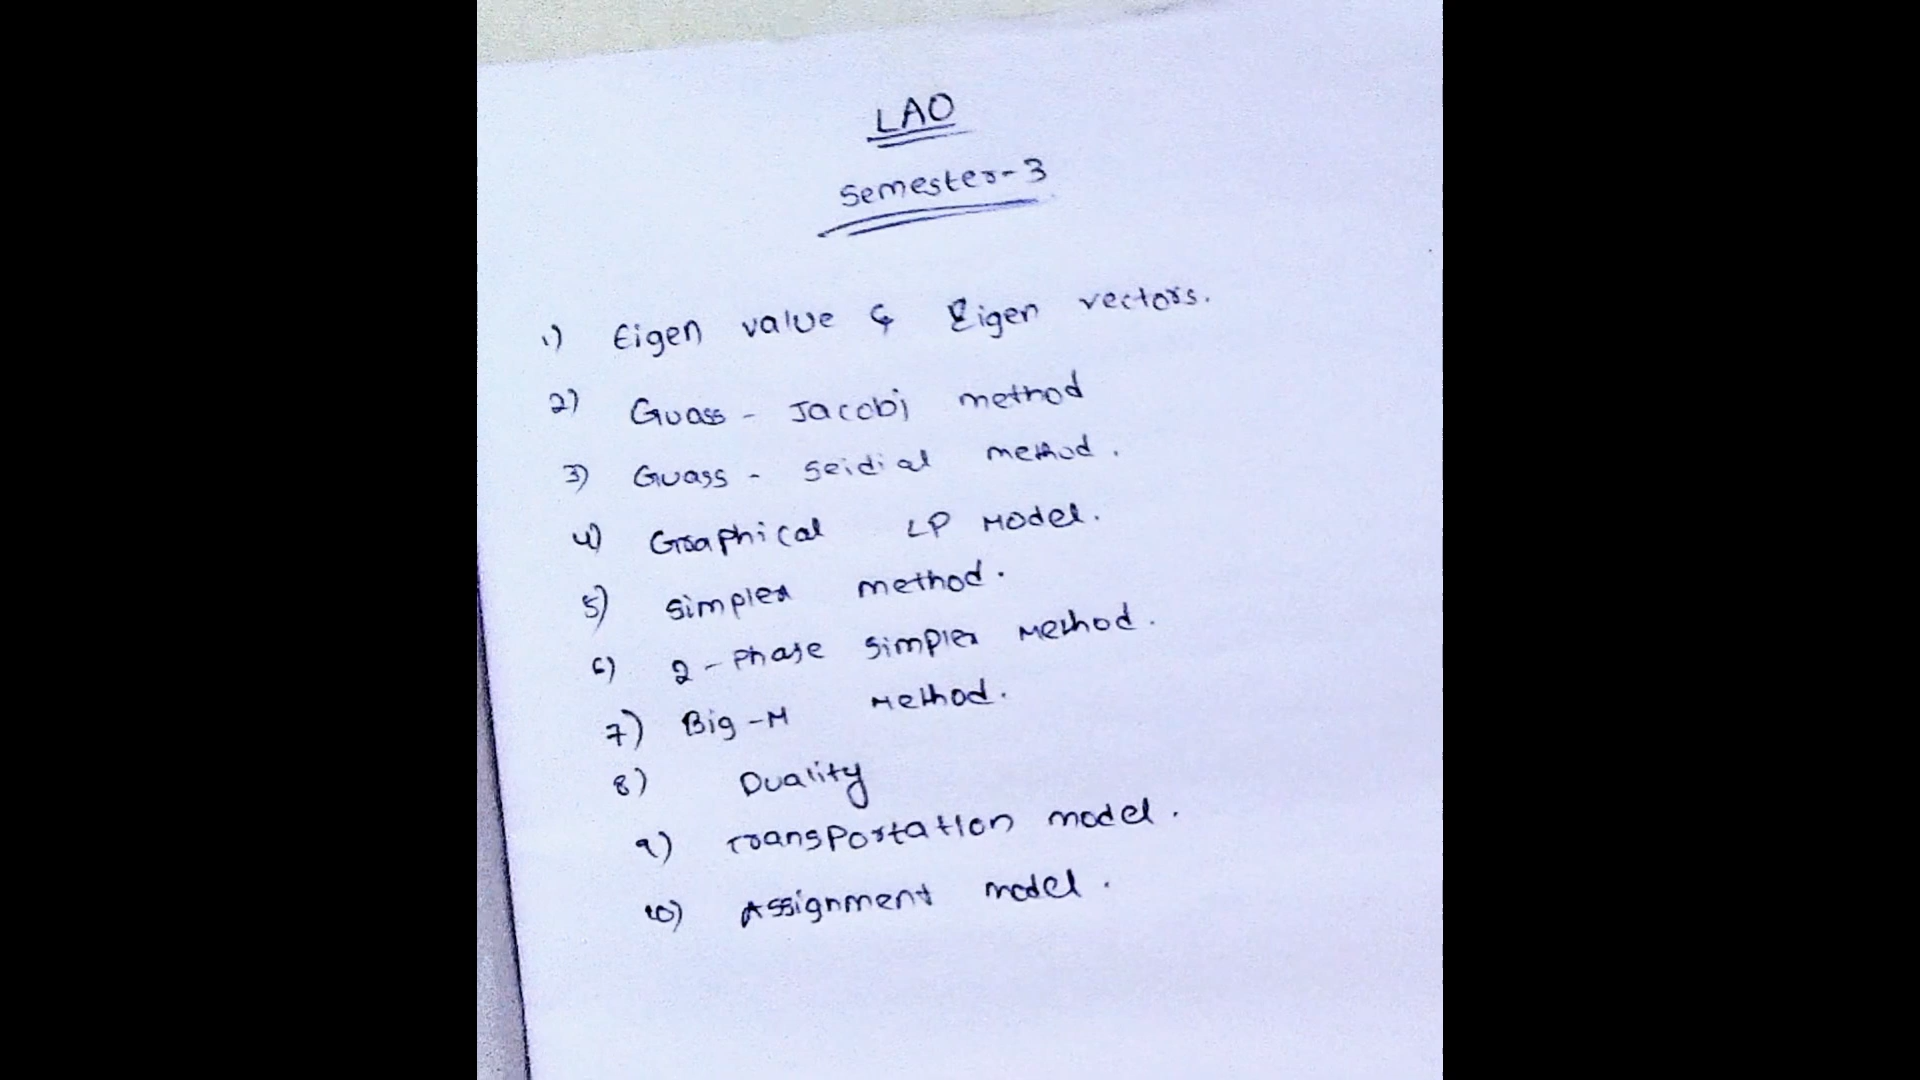 LAO
Semester-3
1) Eigen value & Eigen vectors.
2) Guass - Jacobi method
3) Guass - Seidial method.
4) Graphical LP Model.
5) Simplex method.
6) 2-Phase Simplex Method.
7) Big-M Method.
8) Duality
9) Transportation model.
10) Assignment model.